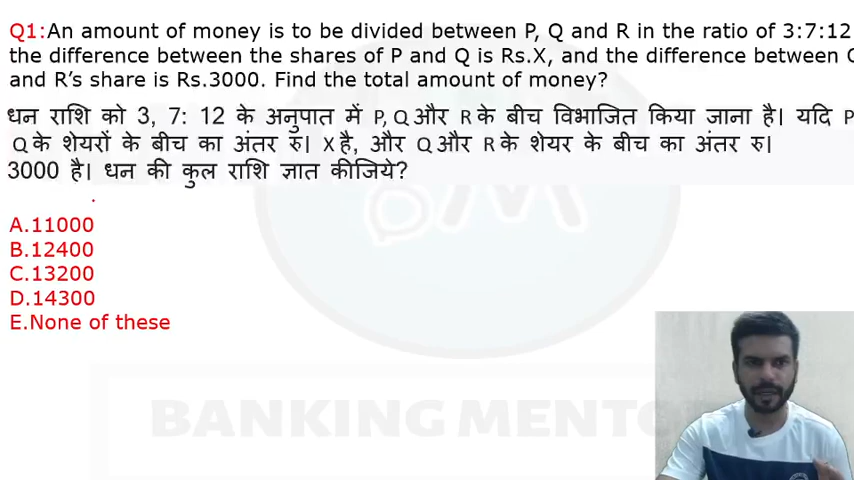 Q1:An amount of money is to be divided between P, Q and R in the ratio of 3:7:12
the difference between the shares of P and Q is Rs.X, and the difference between
and R's share is Rs.3000. Find the total amount of money?
धन राशि को 3, 7: 12 के अनुपात में P, Q और R के बीच विभाजित किया जाना है। यदि P
Q के शेयरों के बीच का अंतर रु। X है, और Q और R के शेयर के बीच का अंतर रु।
3000 है। धन की कुल राशि ज्ञात कीजिये?
A.11000
B.12400
C.13200
D.14300
E.None of these
BANKING